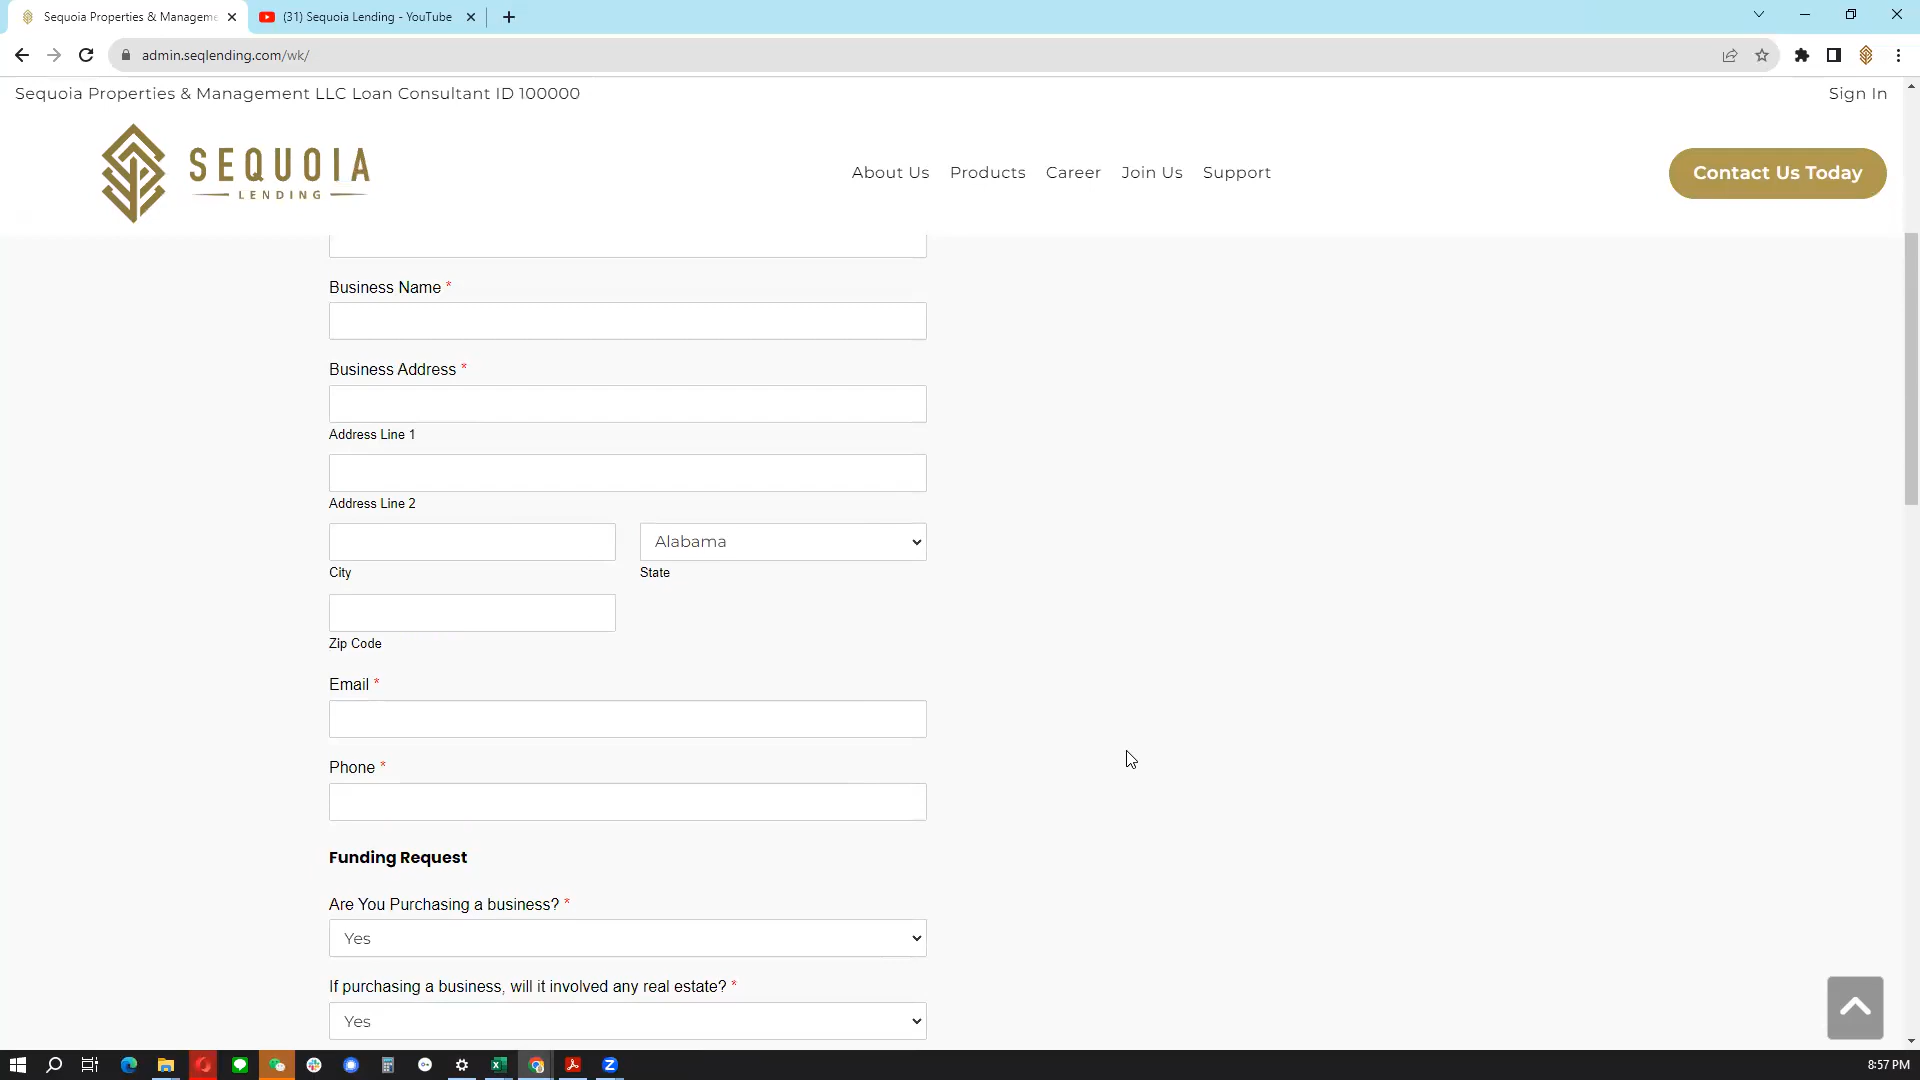 Sequoia Properties & Manageme
(31) Sequoia Lending - YouTube
admin.seqlending.com/wk/
Sequoia Properties & Management LLC Loan Consultant ID 100000
Sign In
SEQUOIA
LENDING
About Us
Products
Career
Join Us
Support
Contact Us Today
Business Name *
Business Address *
Address Line 1
Address Line 2
Alabama
City
State
Zip Code
Email *
Phone *
Funding Request
Are You Purchasing a business? *
Yes
If purchasing a business, will it involved any real estate? *
Yes
8:57 PM